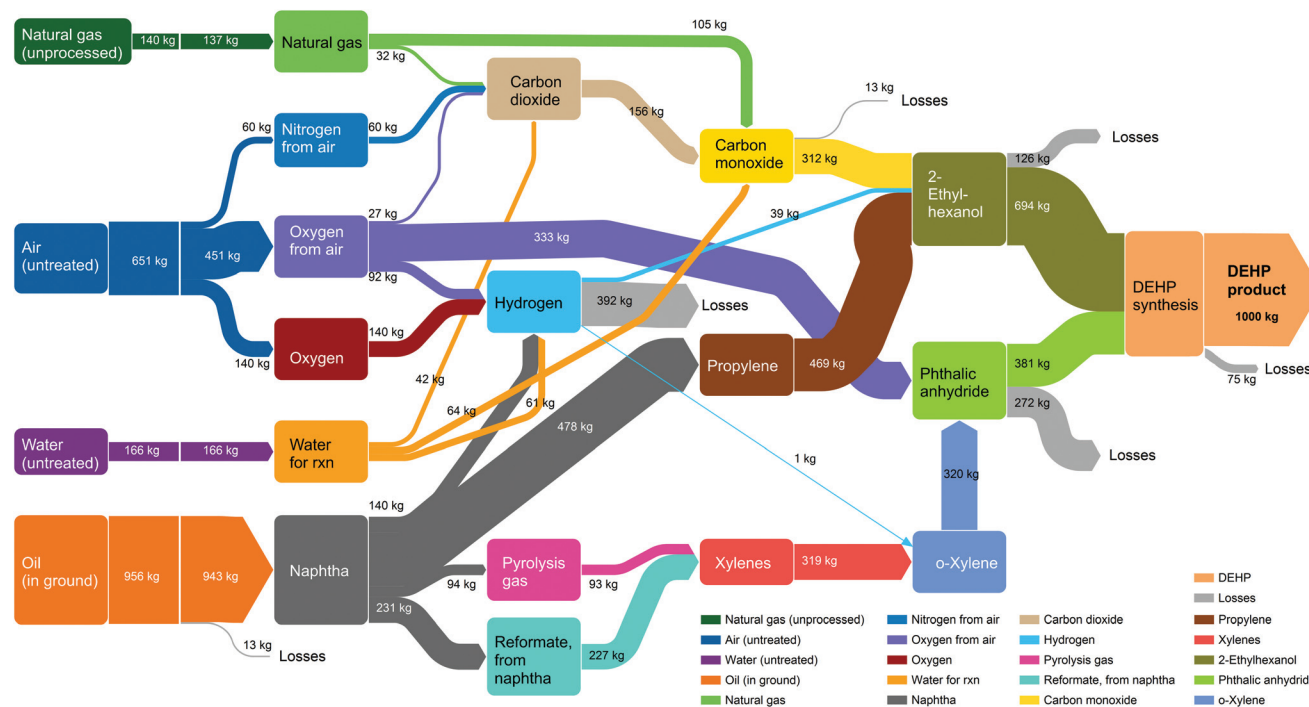 Natural gas
(unprocessed)
140 kg
137 kg
Natural gas
105 kg
32 kg
Carbon
dioxide
156 kg
13 kg
Losses
60 kg
Nitrogen
from air
60 kg
Carbon
monoxide
312 kg
2-
Ethyl-
hexanol
126 kg
Losses
694 kg
Air
(untreated)
651 kg
451 kg
Oxygen
from air
27 kg
333 kg
92 kg
39 kg
Hydrogen
392 kg
Losses
DEHP
synthesis
DEHP
product
1000 kg
75 kg
Losses
140 kg
Oxygen
140 kg
42 kg
64 kg
61 kg
Propylene
469 kg
478 kg
Phthalic
anhydride
381 kg
272 kg
Losses
Water
(untreated)
166 kg
166 kg
Water
for rxn
1 kg
320 kg
140 kg
Oil
(in ground)
956 kg
943 kg
Naphtha
94 kg
Pyrolysis
gas
93 kg
Xylenes
319 kg
o-Xylene
231 kg
13 kg
Losses
Reformate,
from
naphtha
227 kg
Natural gas (unprocessed)
Air (untreated)
Water (untreated)
Oil (in ground)
Natural gas
Nitrogen from air
Oxygen from air
Oxygen
Water for rxn
Naphtha
Carbon dioxide
Hydrogen
Pyrolysis gas
Reformate, from naphtha
Carbon monoxide
DEHP
Losses
Propylene
Xylenes
2-Ethylhexanol
Phthalic anhydrid
o-Xylene